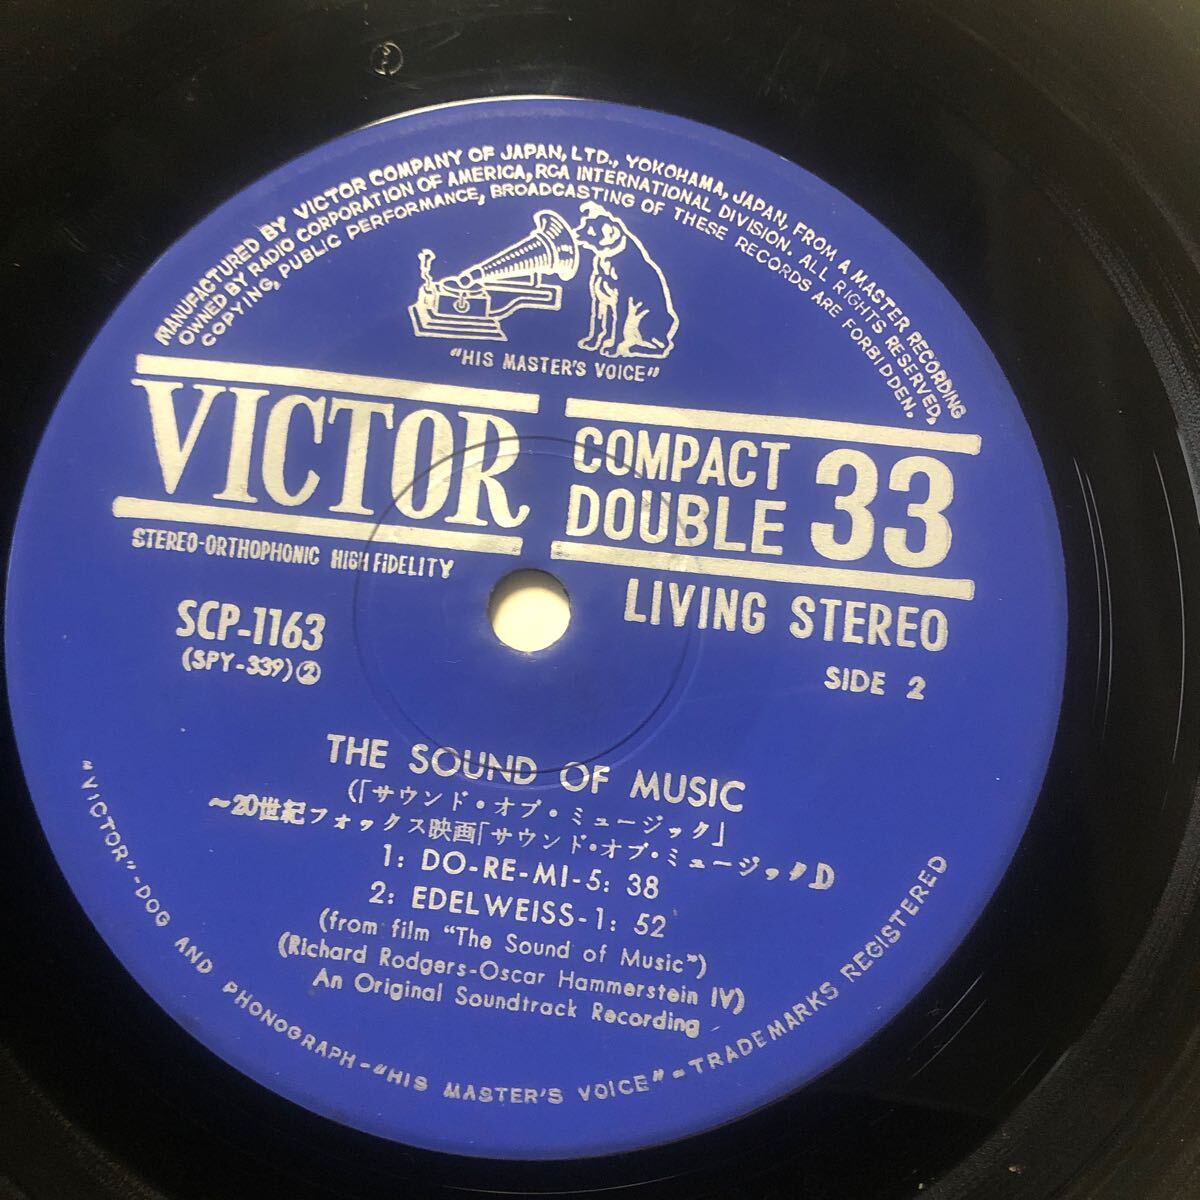 MANUFACTURED BY VICTOR COMPANY OF JAPAN, LTD., YOKOHAMA, JAPAN, FROM A MASTER RECORDING
OWNED BY RADIO CORPORATION OF AMERICA, RCA INTERNATIONAL DIVISION. ALL RIGHTS RESERVED,
COPYING, PUBLIC PERFORMANCE, BROADCASTING OF THESE RECORDS ARE FORBIDDEN.
"HIS MASTER'S VOICE"
VICTOR
COMPACT
DOUBLE
33
STEREO-ORTHOPHONIC HIGH FIDELITY
LIVING STEREO
SCP-1163
(SPY-339)②
SIDE 2
THE SOUND OF MUSIC
(「サウンド・オブ・ミュージック」
〜20世紀フォックス映画「サウンド・オブ・ミュージックD
1: DO-RE-MI-5: 38
2: EDELWEISS-1: 52
(from film "The Sound of Music")
(Richard Rodgers-Oscar Hammerstein IV)
An Original Soundtrack Recording
"VICTOR"-DOG AND PHONOGRAPH-"HIS MASTER'S VOICE"-TRADEMARKS REGISTERED